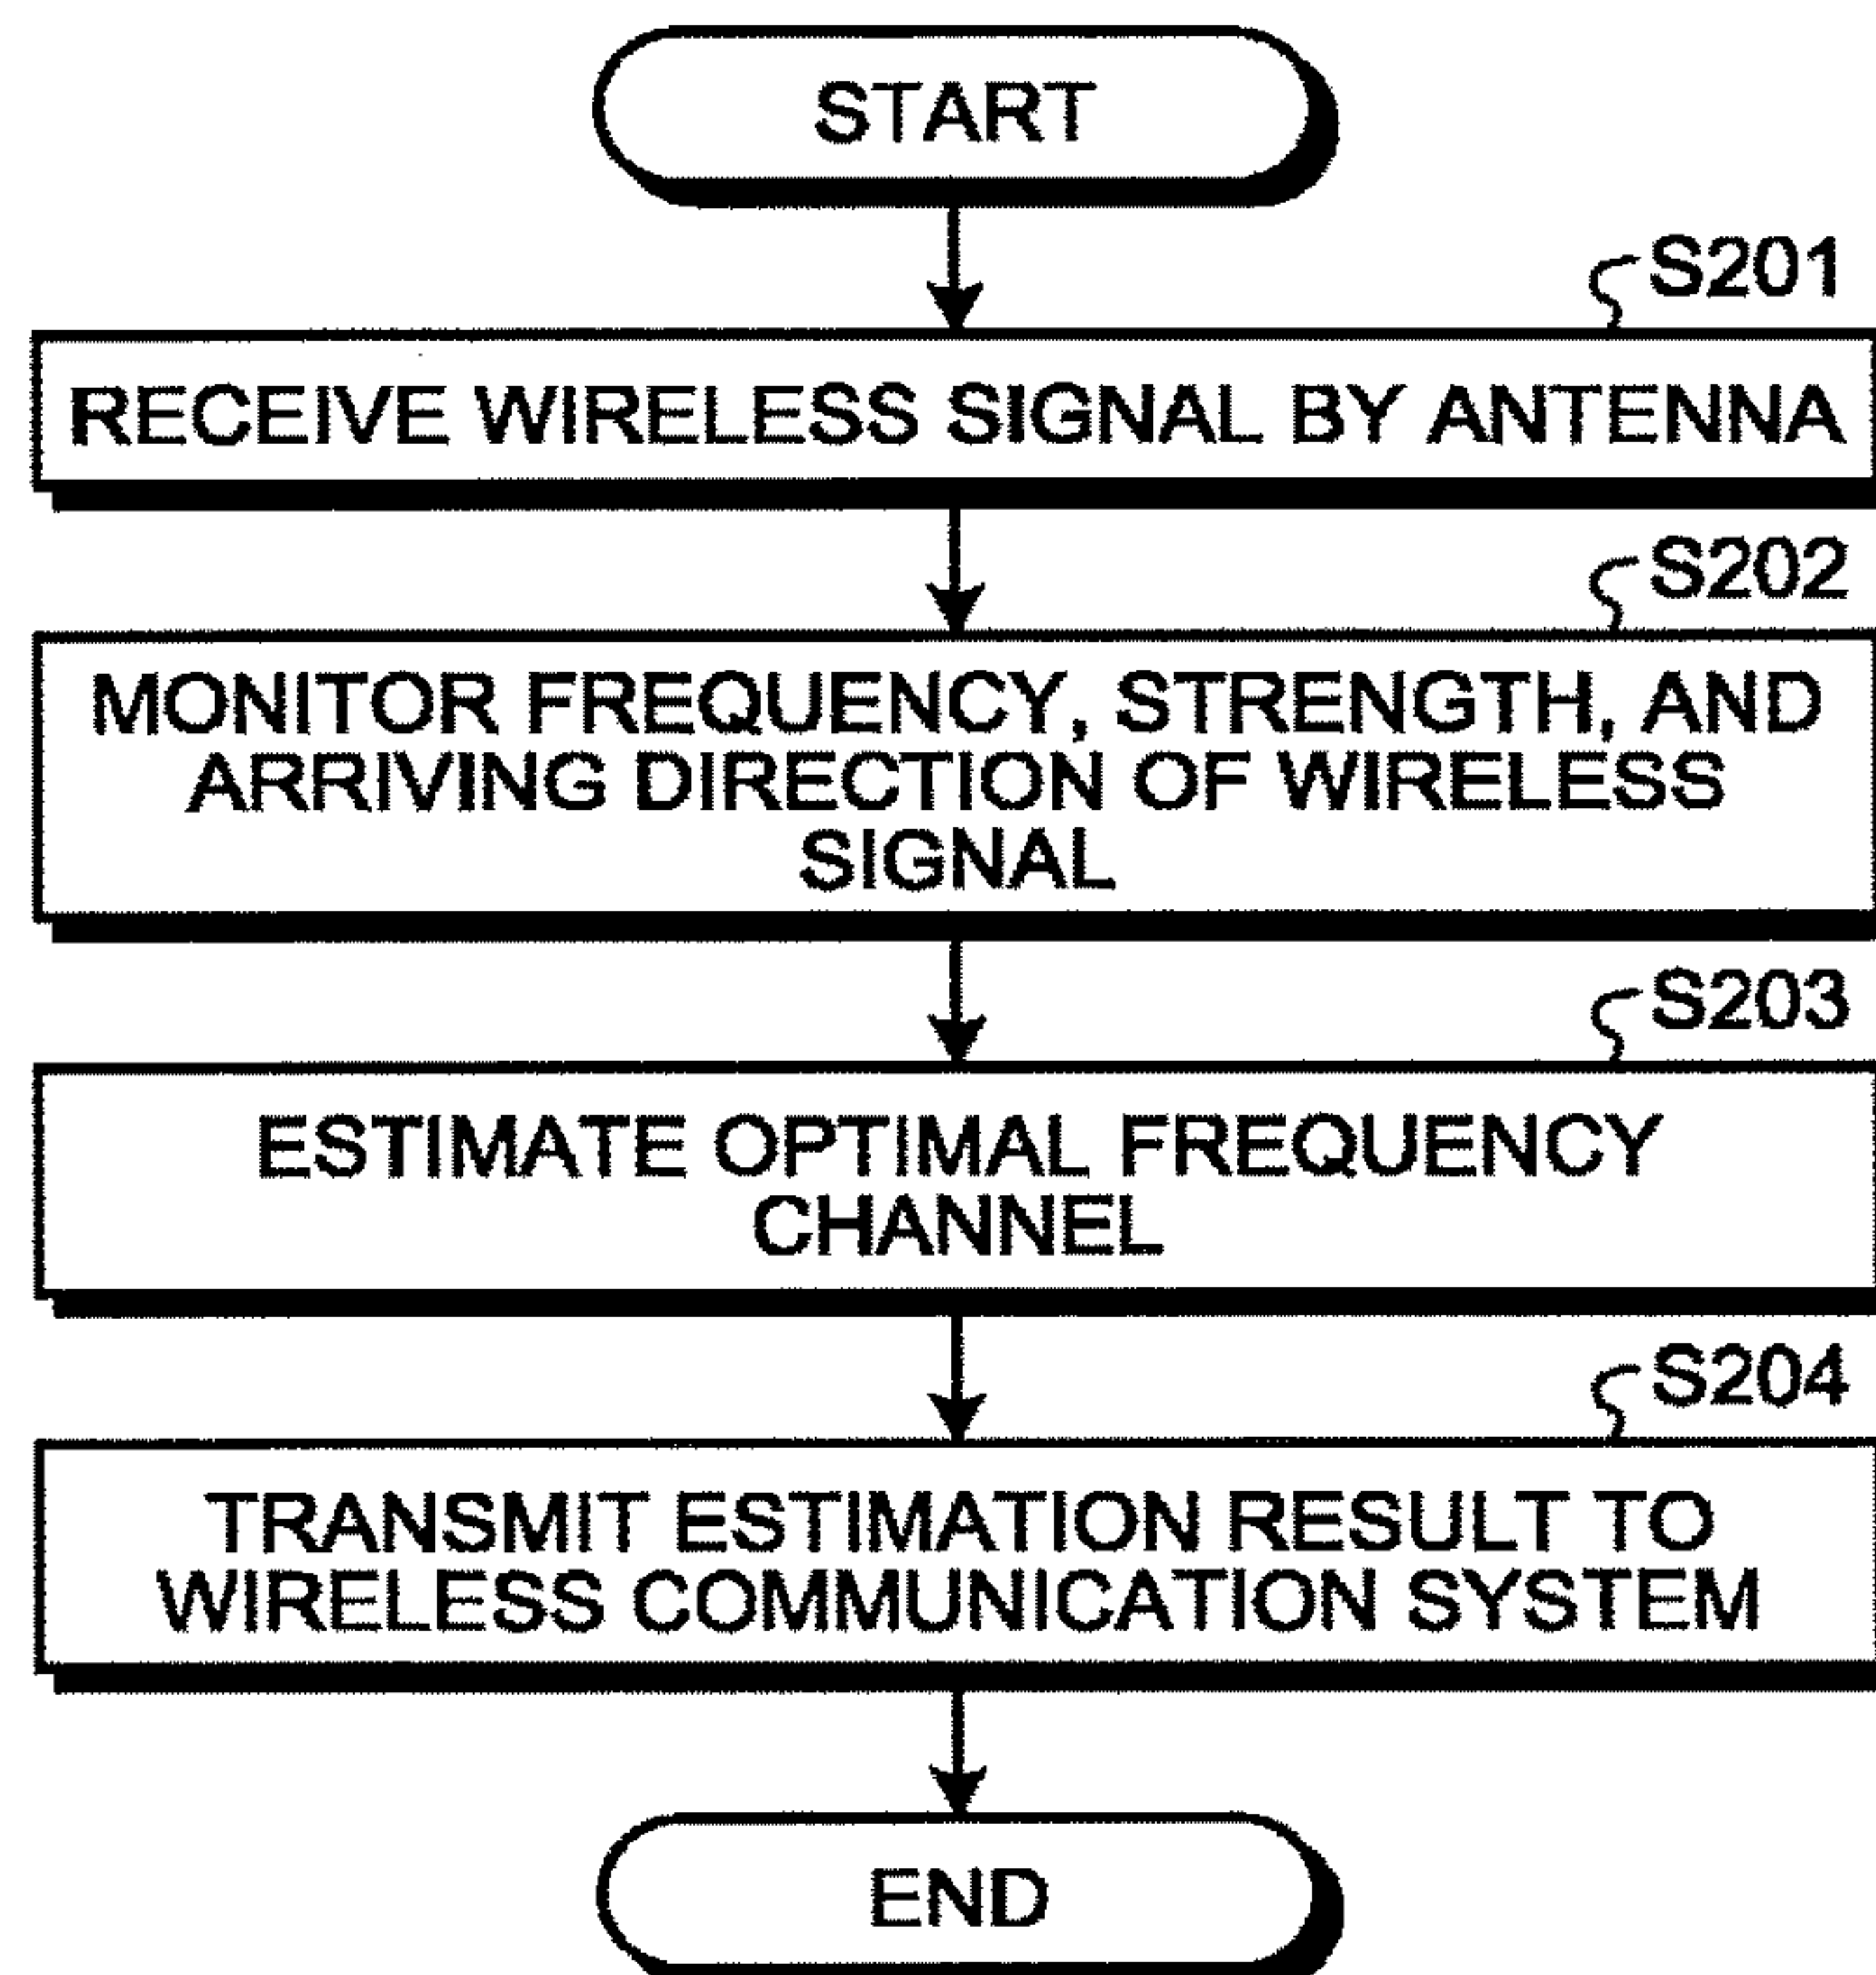 START
S201
RECEIVE WIRELESS SIGNAL BY ANTENNA
S202
MONITOR FREQUENCY, STRENGTH, AND
ARRIVING DIRECTION OF WIRELESS
SIGNAL
S203
ESTIMATE OPTIMAL FREQUENCY
CHANNEL
S204
TRANSMIT ESTIMATION RESULT TO
WIRELESS COMMUNICATION SYSTEM
END